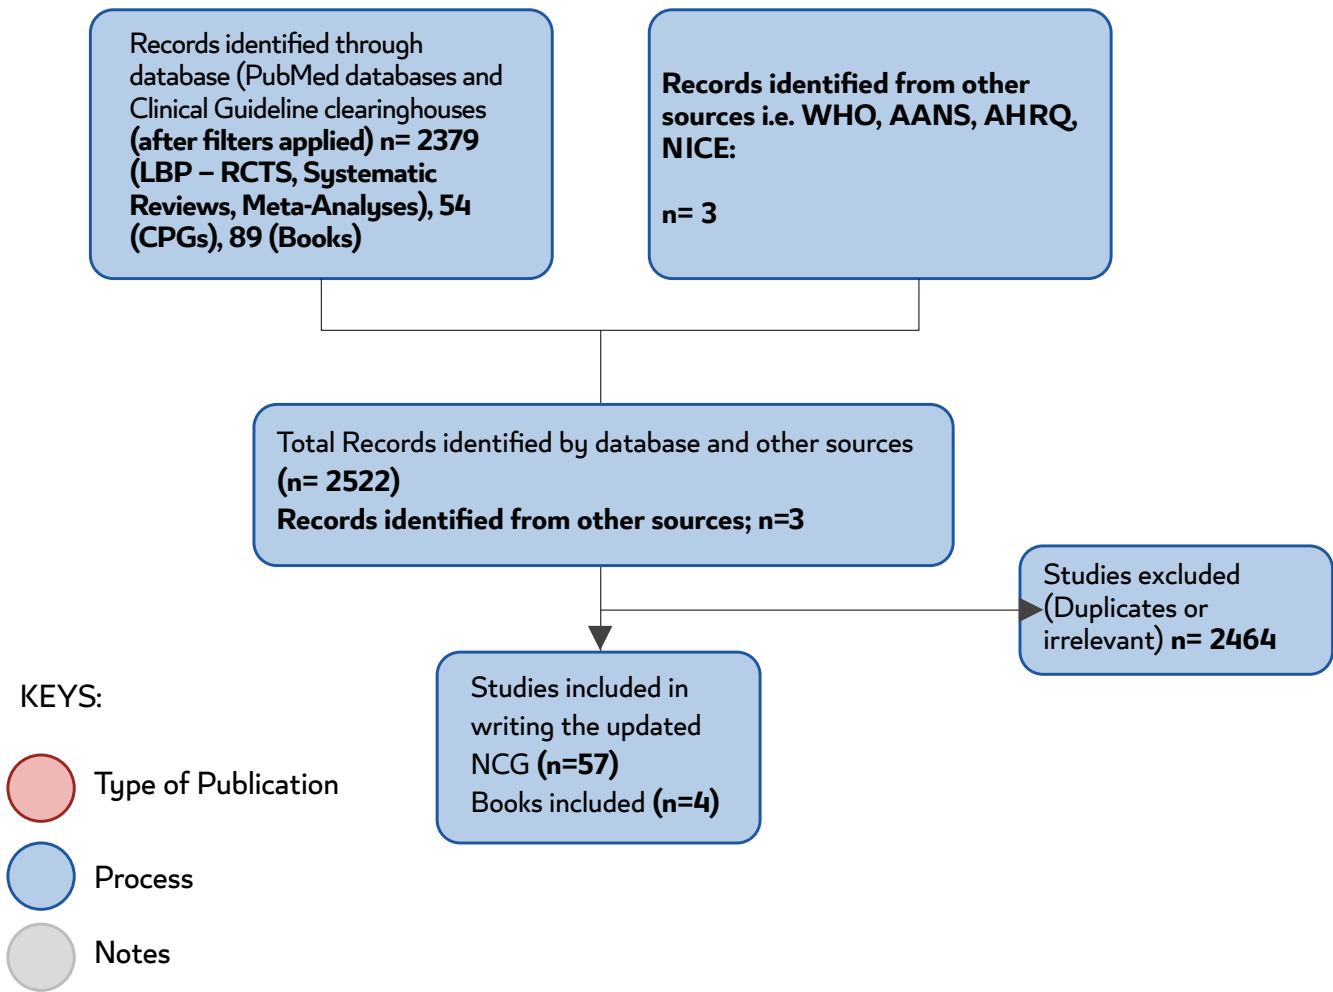 Records identified through
database (PubMed databases and
Clinical Guideline clearinghouses
(after filters applied) n= 2379
(LBP – RCTS, Systematic
Reviews, Meta-Analyses), 54
(CPGs), 89 (Books)
Records identified from other
sources i.e. WHO, AANS, AHRQ,
NICE:
n= 3
Total Records identified by database and other sources
(n= 2522)
Records identified from other sources; n=3
Studies excluded
(Duplicates or
irrelevant) n= 2464
Studies included in
writing the updated
NCG (n=57)
Books included (n=4)
KEYS:
Type of Publication
Process
Notes